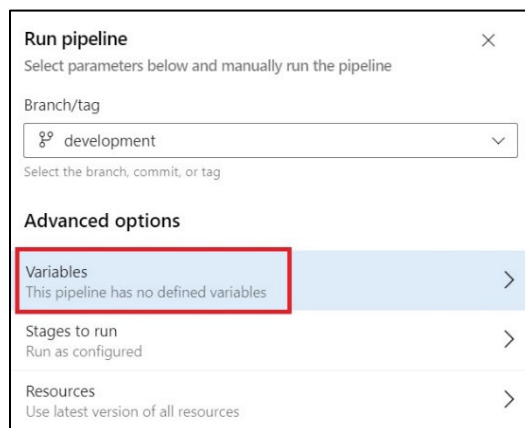 Run pipeline
Select parameters below and manually run the pipeline
Branch/tag
development
Select the branch, commit, or tag
Advanced options
Variables
This pipeline has no defined variables
Stages to run
Run as configured
Resources
Use latest version of all resources